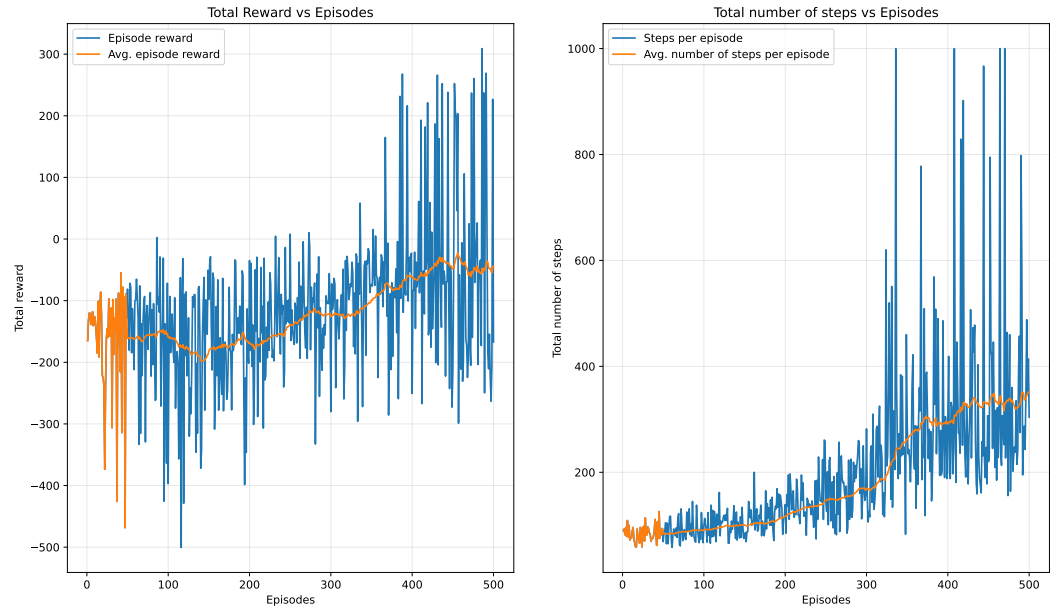 Total Reward vs Episodes
Episode reward
Avg. episode reward
300
200
100
0
−100
−200
−300
−400
−500
Total reward
0
100
200
300
400
500
Episodes
Total number of steps vs Episodes
Steps per episode
Avg. number of steps per episode
1000
800
600
400
200
Total number of steps
0
100
200
300
400
500
Episodes